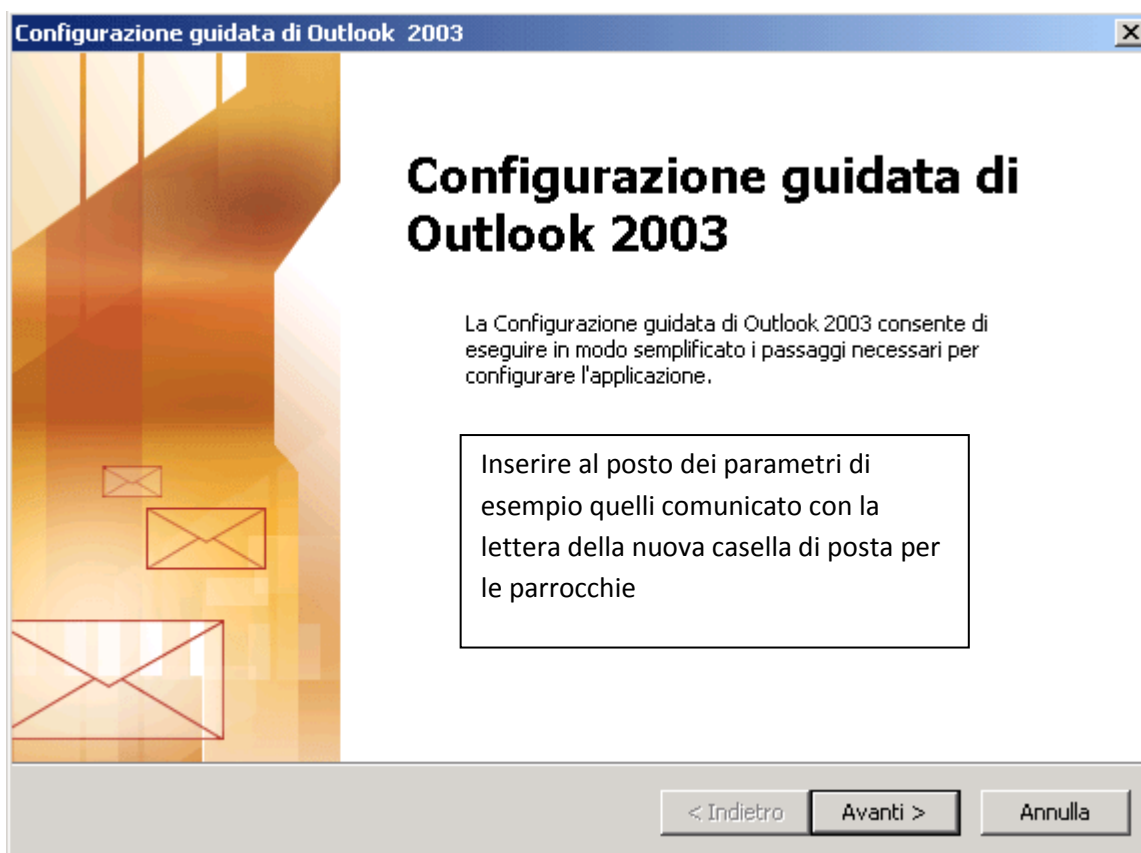 Configurazione guidata di Outlook 2003
Configurazione guidata di
Outlook 2003
La Configurazione guidata di Outlook 2003 consente di
eseguire in modo semplificato i passaggi necessari per
configurare l'applicazione.
Inserire al posto dei parametri di
esempio quelli comunicato con la
lettera della nuova casella di posta per
le parrocchie
< Indietro
Avanti >
Annulla